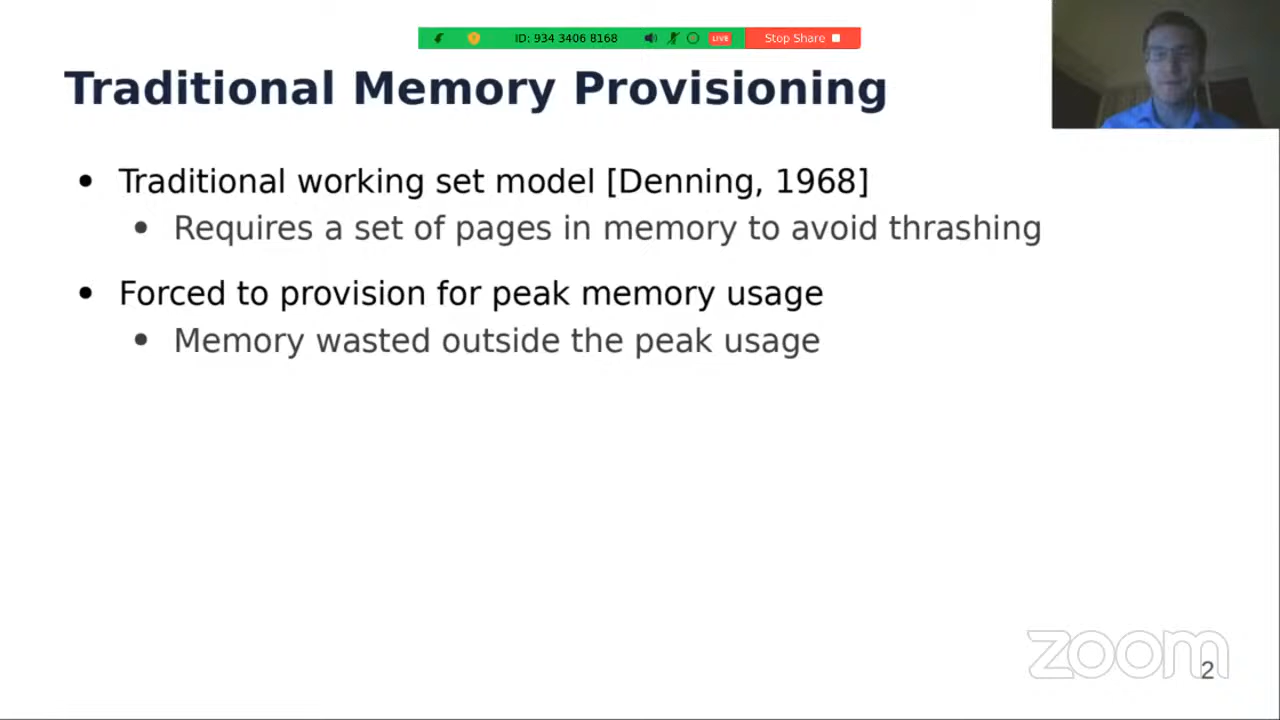 ID: 934 3406 8168 LIVE Stop Share
Traditional Memory Provisioning
• Traditional working set model [Denning, 1968]
• Requires a set of pages in memory to avoid thrashing
• Forced to provision for peak memory usage
• Memory wasted outside the peak usage
zoom
2